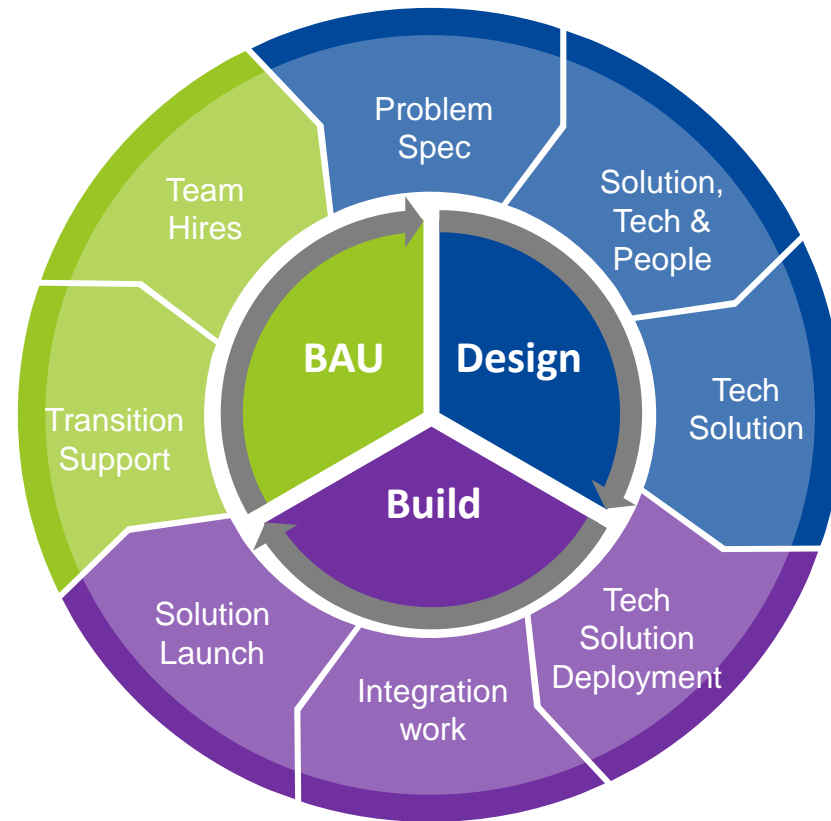 Problem
Spec
Solution,
Tech &
People
Tech
Solution
Tech
Solution
Deployment
Integration
work
Solution
Launch
Transition
Support
Team
Hires
BAU
Design
Build